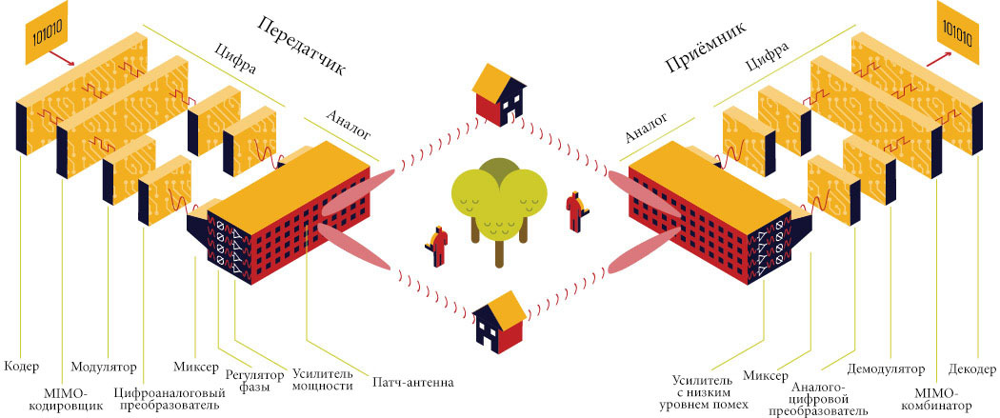 101010
Передатчик
Цифра
Аналог
Приёмник
Цифра
Аналог
101010
Кодер
MIMO-
кодировщик
Модулятор
Цифроаналоговый
преобразователь
Миксер
Регулятор
фазы
Усилитель
мощности
Патч-антенна
Усилитель
с низким
уровнем помех
Миксер
Аналого-
цифровой
преобразователь
Демодулятор
MIMO-
комбинатор
Декодер